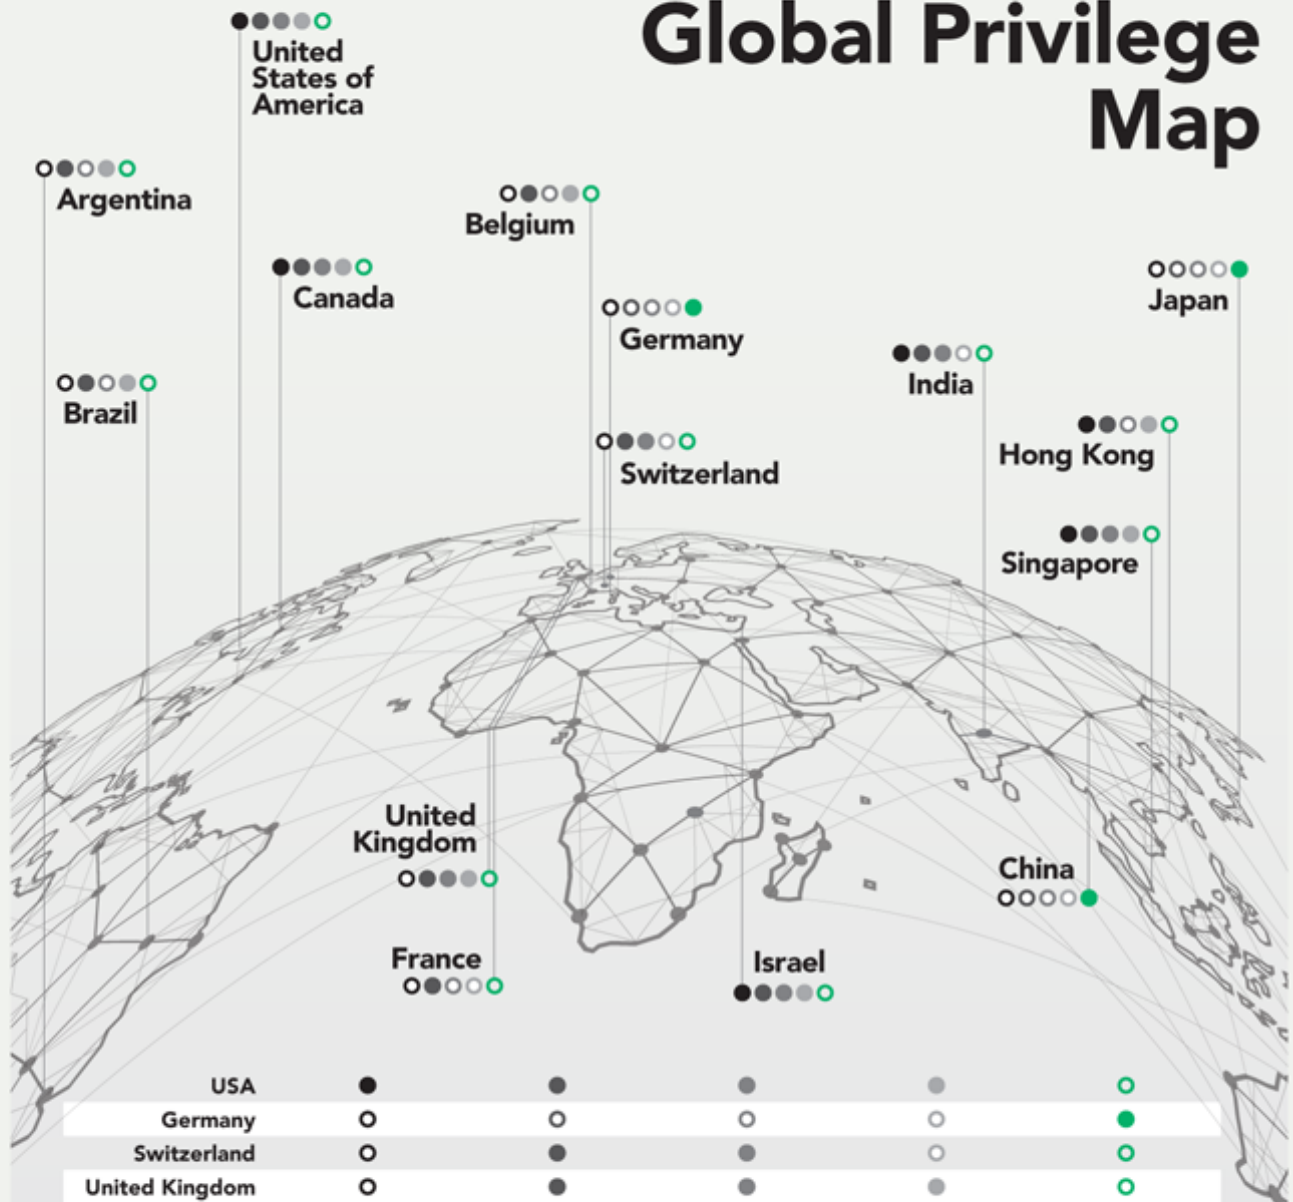 Global Privilege
Map
United
States of
America
Argentina
Belgium
Canada
Japan
Germany
India
Brazil
Hong Kong
Switzerland
Singapore
United
Kingdom
China
France
Israel
USA
Germany
Switzerland
United Kingdom